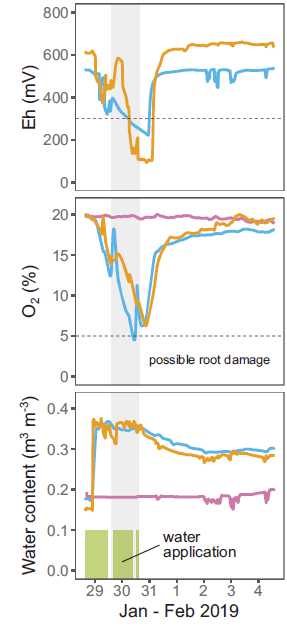 800
600
400
200
0
Eh (mV)
20
15
10
5
0
O₂ (%)
possible root damage
0.4
0.3
0.2
0.1
0.0
Water content (m³ m⁻³)
water
application
29 30 31 1 2 3 4
Jan - Feb 2019